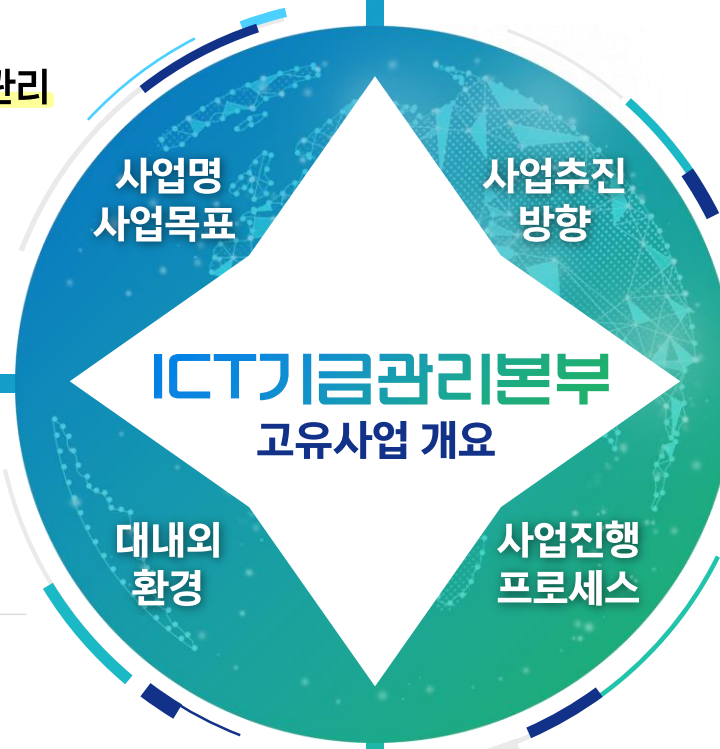 관리
사업명
사업목표
사업추진
방향
ICT기금관리본부
고유사업 개요
대내외
환경
사업진행
프로세스